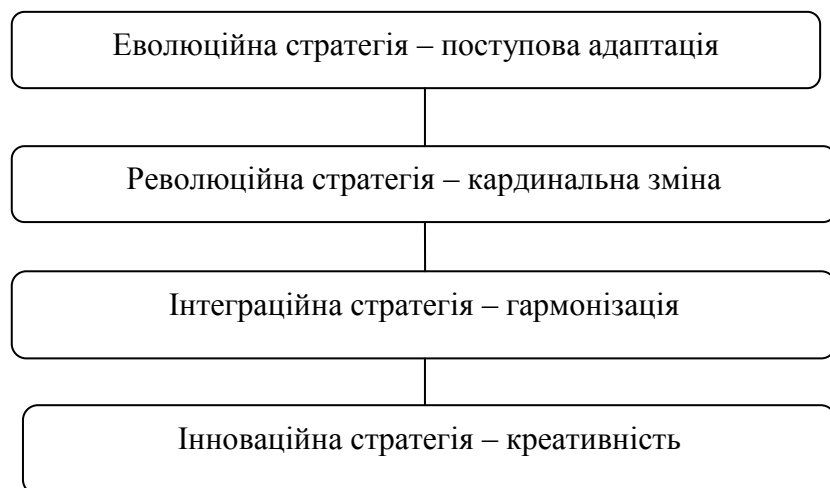 Еволюційна стратегія – поступова адаптація
Революційна стратегія – кардинальна зміна
Інтеграційна стратегія – гармонізація
Інноваційна стратегія – креативність